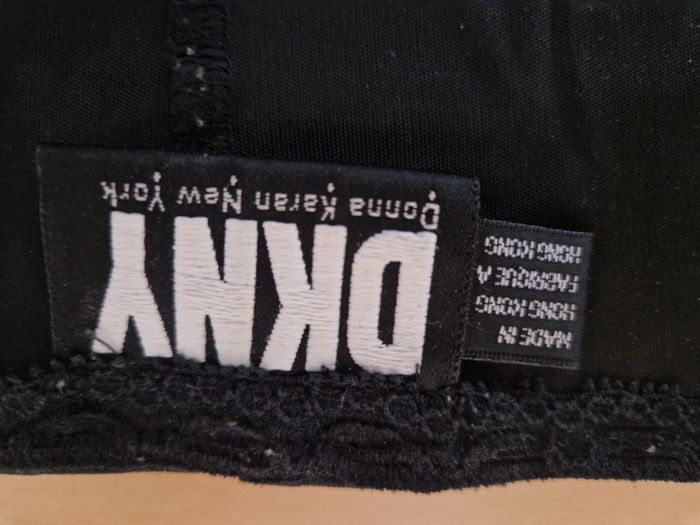 DKNY
Donna Karan New York
MADE IN
HONG KONG
FABRIQUE A
HONG KONG